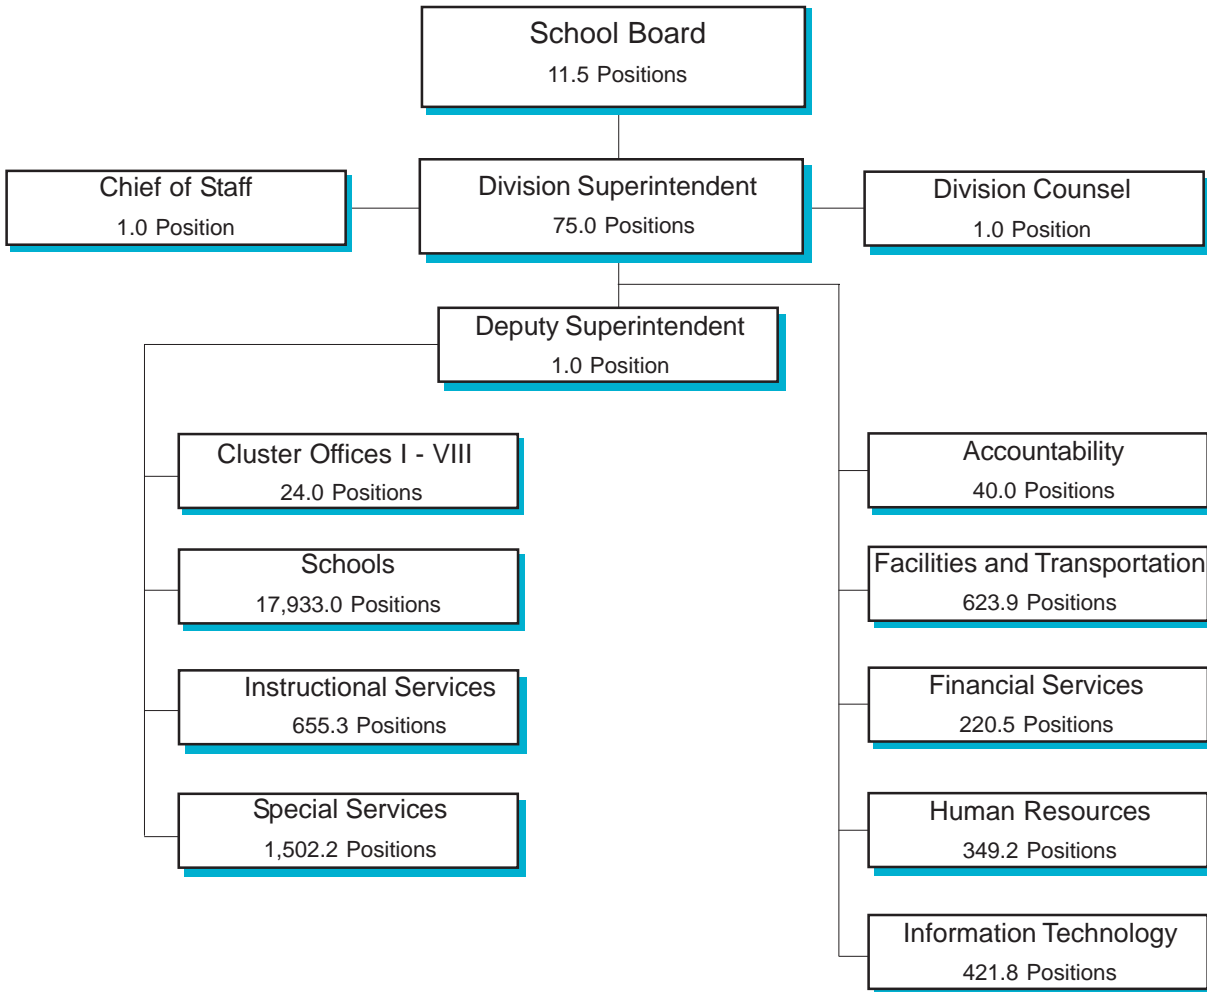 School Board
11.5 Positions
Chief of Staff
1.0 Position
Division Superintendent
75.0 Positions
Division Counsel
1.0 Position
Deputy Superintendent
1.0 Position
Cluster Offices I - VIII
24.0 Positions
Schools
17,933.0 Positions
Instructional Services
655.3 Positions
Special Services
1,502.2 Positions
Accountability
40.0 Positions
Facilities and Transportation
623.9 Positions
Financial Services
220.5 Positions
Human Resources
349.2 Positions
Information Technology
421.8 Positions